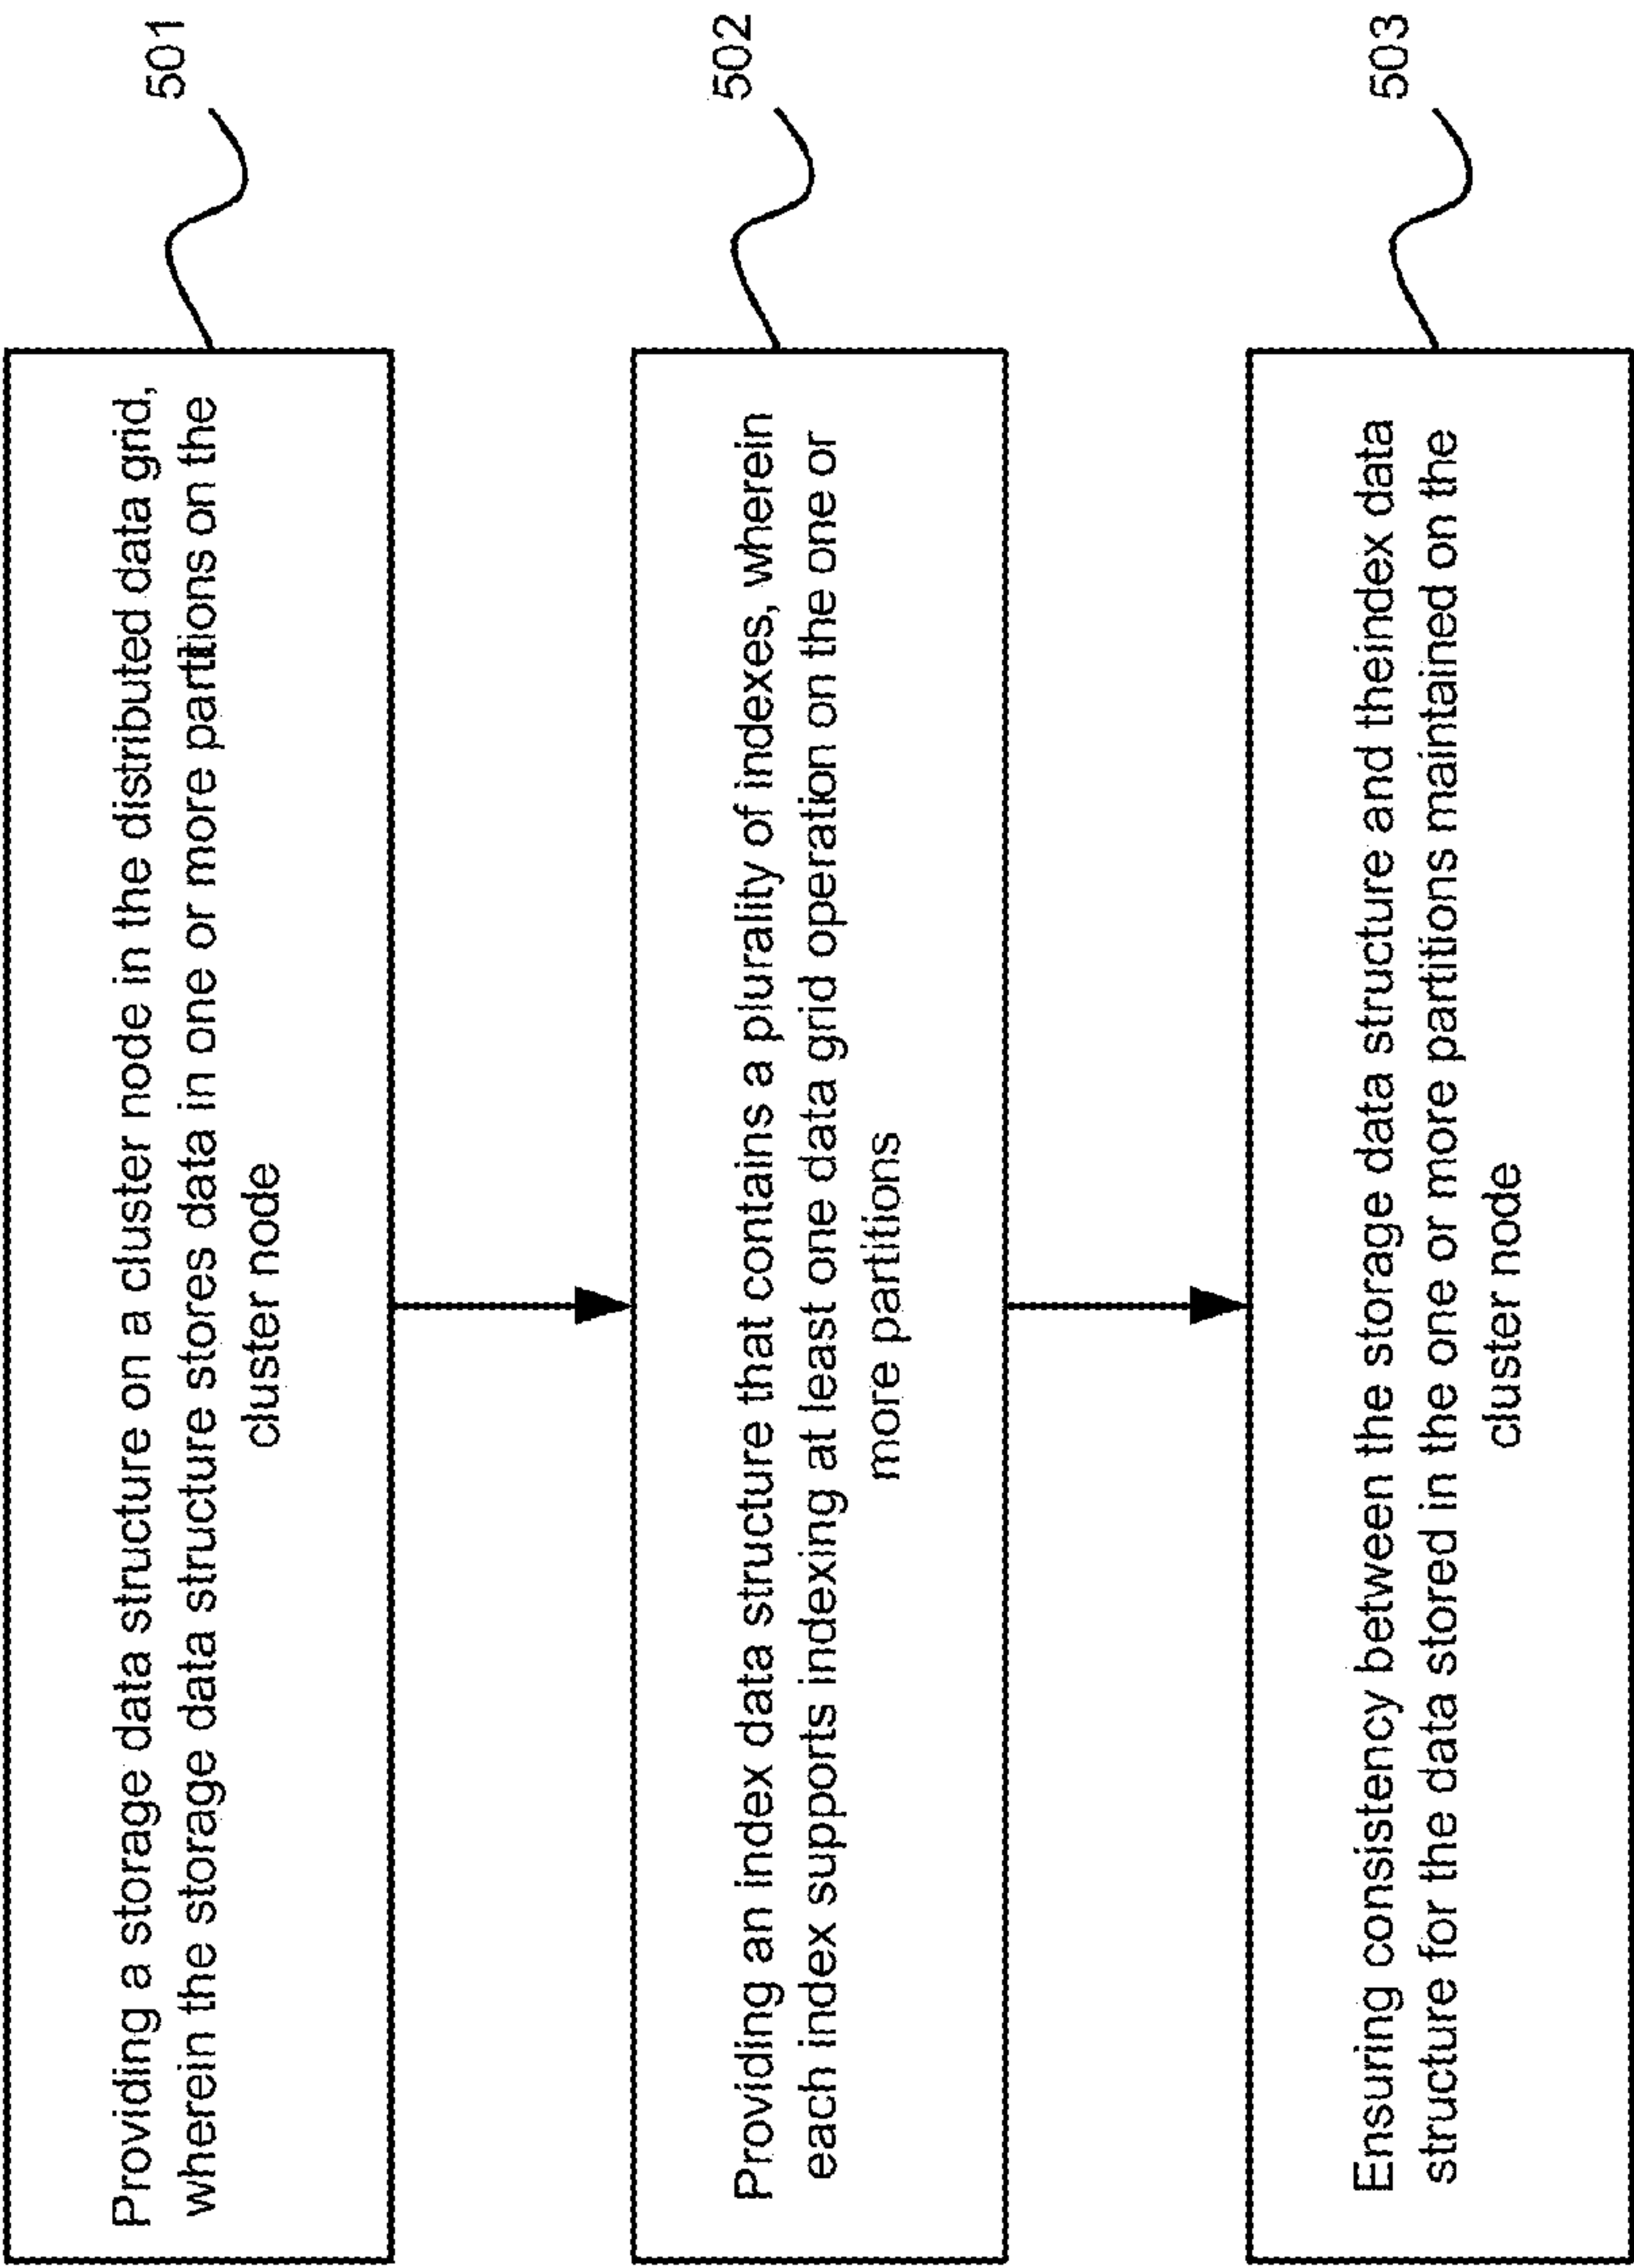 Providing a storage data structure on a cluster node in the distributed data grid,
wherein the storage data structure stores data in one or more partitions on the
cluster node
501
Providing an index data structure that contains a plurality of indexes, wherein
each index supports indexing at least one data grid operation on the one or
more partitions
502
Ensuring consistency between the storage data structure and theindex data
structure for the data stored in the one or more partitions maintained on the
cluster node
503